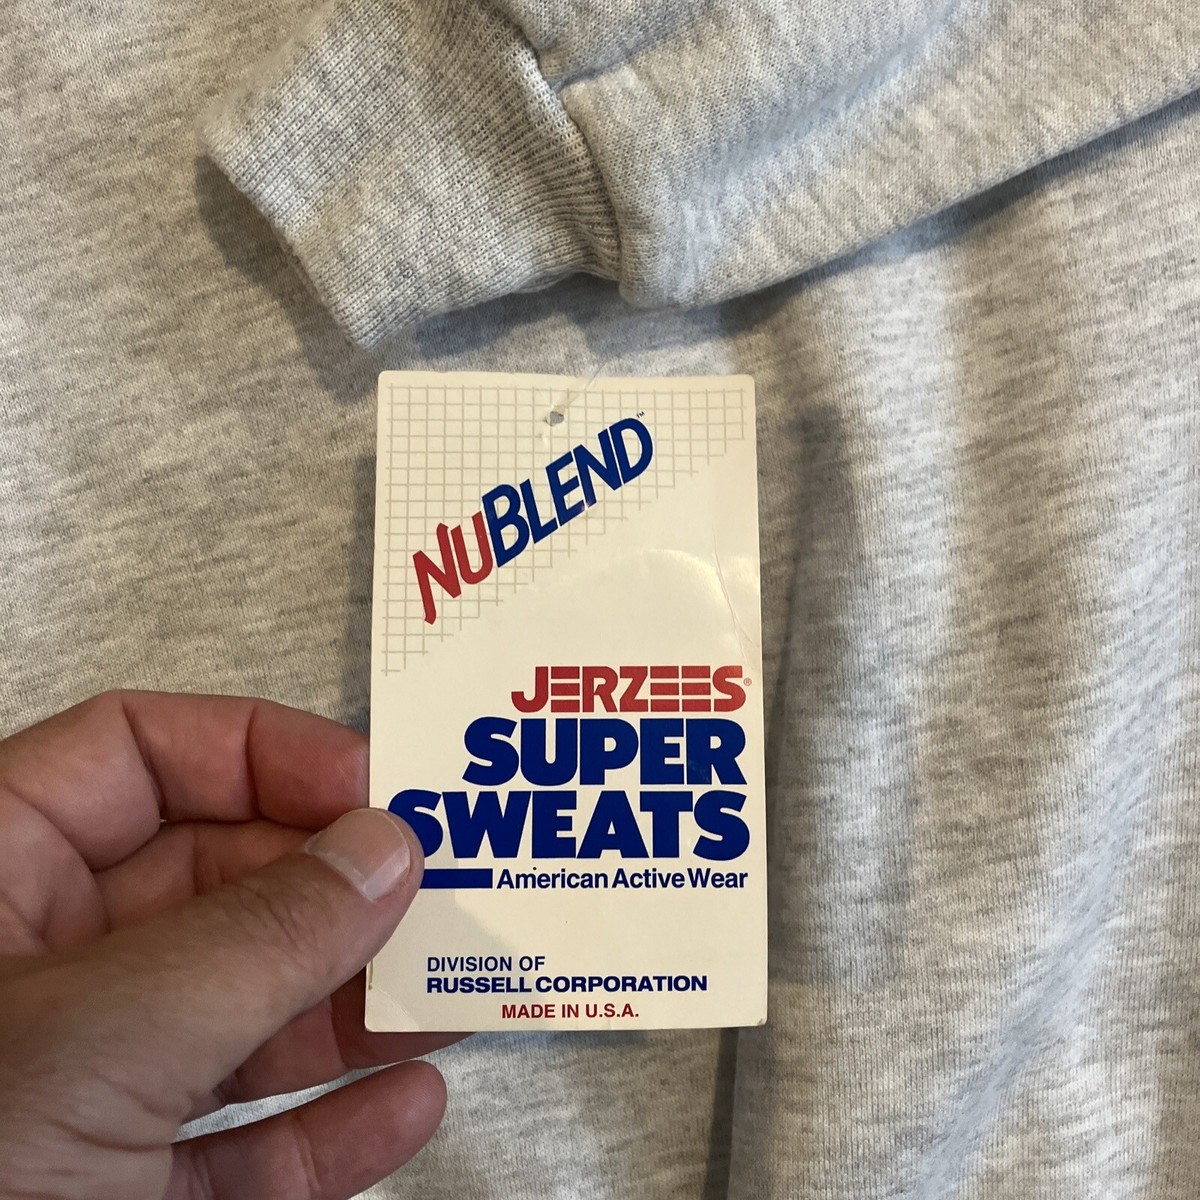 NUBLEND™
JERZEES®
SUPER
SWEATS
American Active Wear
DIVISION OF
RUSSELL CORPORATION
MADE IN U.S.A.